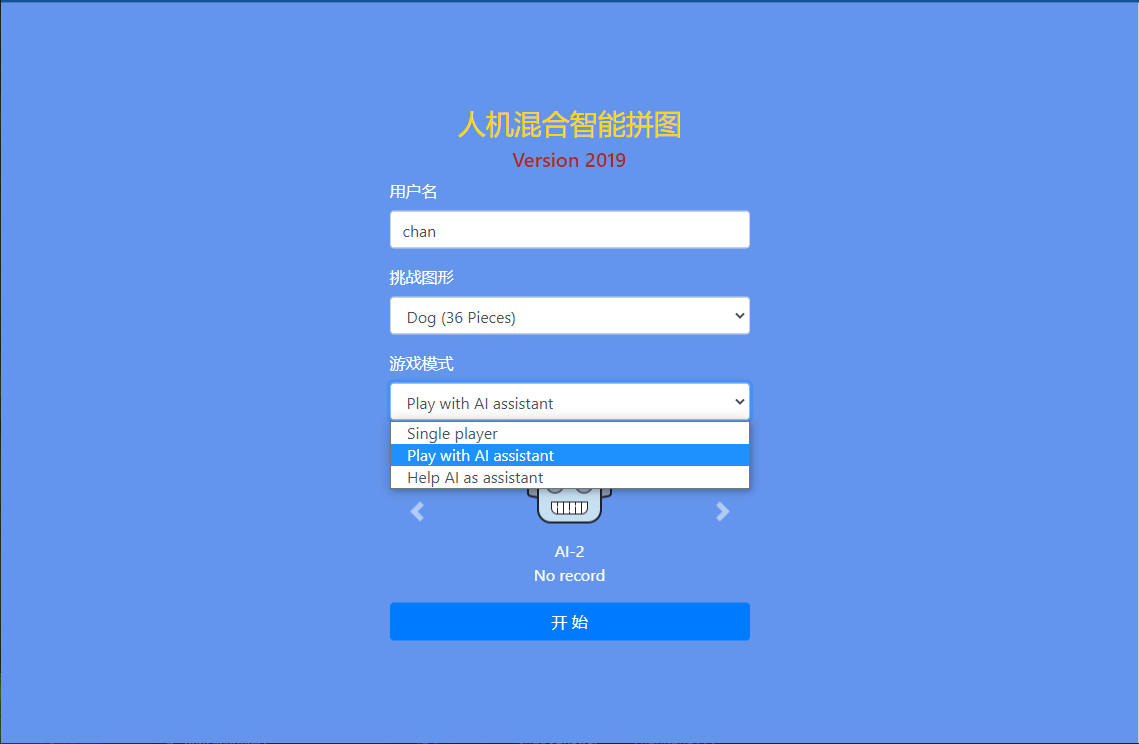 人机混合智能拼图
Version 2019
用户名
chan
挑战图形
Dog (36 Pieces)
游戏模式
Play with AI assistant
Single player
Play with AI assistant
Help AI as assistant
AI-2
No record
开 始